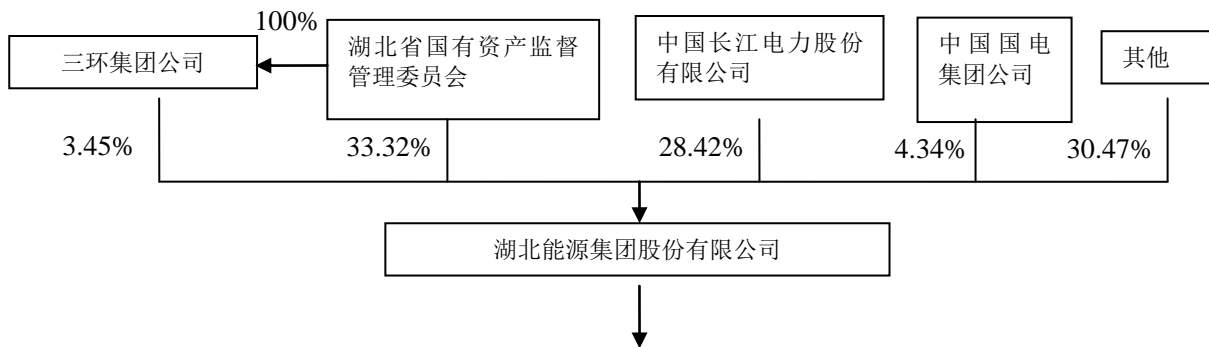 100%
三环集团公司
湖北省国有资产监督
管理委员会
中国长江电力股份
有限公司
中国国电
集团公司
其他
3.45%
33.32%
28.42%
4.34%
30.47%
湖北能源集团股份有限公司